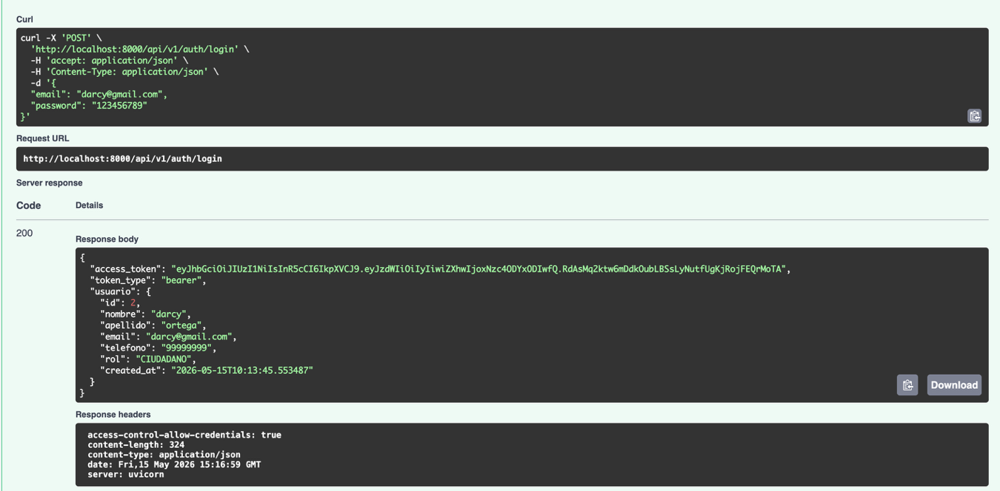 Curl
curl -X 'POST' \
  'http://localhost:8000/api/v1/auth/login' \
  -H 'accept: application/json' \
  -H 'Content-Type: application/json' \
  -d '{
  "email": "darcy@gmail.com",
  "password": "123456789"
}'
Request URL
http://localhost:8000/api/v1/auth/login
Server response
Code Details
200
Response body
{
  "access_token": "eyJhbGciOiJIUzI1NiIsInR5cCI6IkpXVCJ9.eyJzdWIiOiIyIiwiZXhwIjoxNzc4ODYxODIwfQ.RdAsMq2ktw6mDdkOubLBSsLyNutfUgKjRojFEQrMoTA",
  "token_type": "bearer",
  "usuario": {
    "id": 2,
    "nombre": "darcy",
    "apellido": "ortega",
    "email": "darcy@gmail.com",
    "telefono": "99999999",
    "rol": "CIUDADANO",
    "created_at": "2026-05-15T10:13:45.553487"
  }
}
Download
Response headers
access-control-allow-credentials: true
content-length: 324
content-type: application/json
date: Fri,15 May 2026 15:16:59 GMT
server: uvicorn